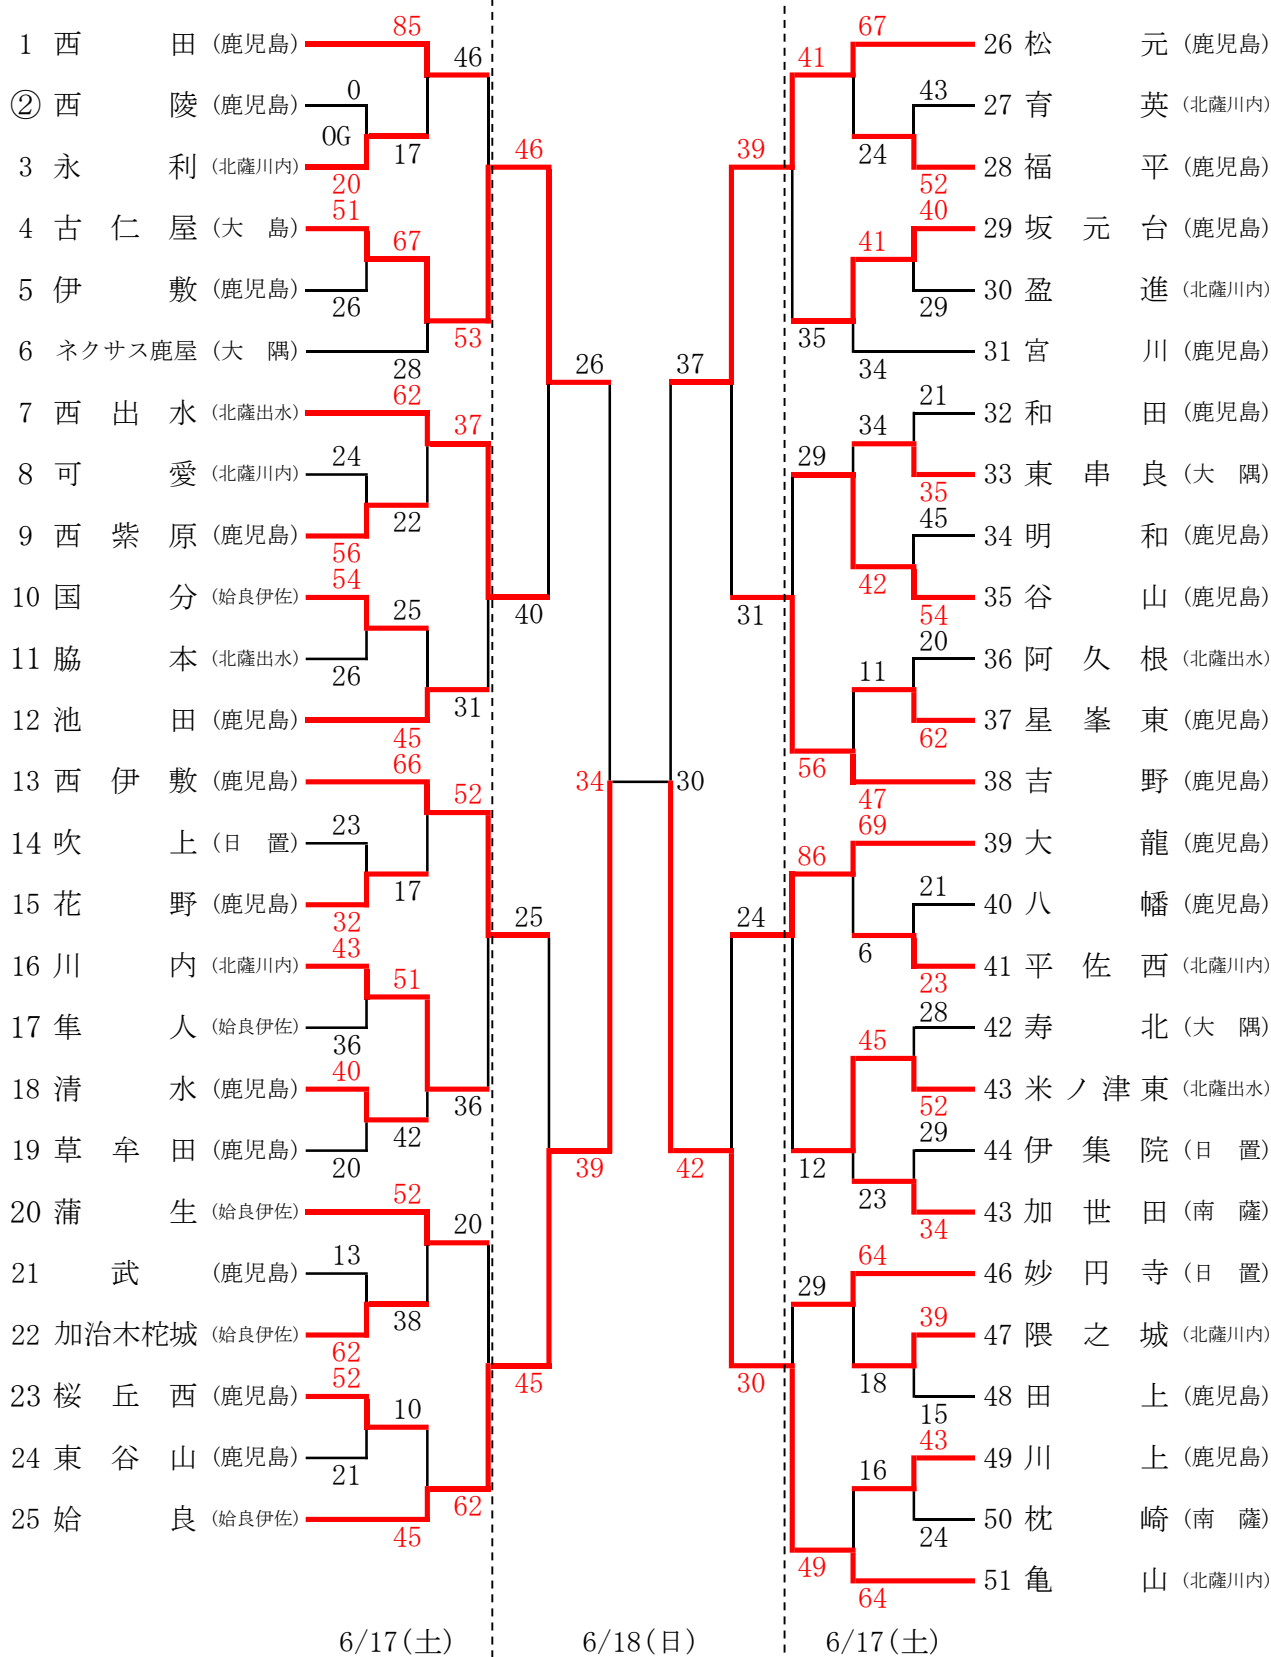 85
1 西 田 (鹿児島)
46
0
② 西 陵 (鹿児島)
OG
17
3 永 利 (北薩川内)
20
46
51
4 古 仁 屋 (大 島)
67
5 伊 敷 (鹿児島)
26
53
6 ネクサス鹿屋 (大 隅)
28
26
62
7 西 出 水 (北薩出水)
37
24
8 可 愛 (北薩川内)
22
9 西 紫 原 (鹿児島)
56
54
10 国 分 (姶良伊佐)
25
40
11 脇 本 (北薩出水)
26
31
12 池 田 (鹿児島)
45
66
13 西 伊 敷 (鹿児島)
52
34
23
14 吹 上 (日 置)
17
15 花 野 (鹿児島)
32
25
43
16 川 内 (北薩川内)
51
17 隼 人 (姶良伊佐)
36
40
18 清 水 (鹿児島)
36
42
19 草 牟 田 (鹿児島)
20
39
52
20 蒲 生 (姶良伊佐)
20
13
21 武 (鹿児島)
38
22 加治木柁城 (姶良伊佐)
62
52
45
23 桜 丘 西 (鹿児島)
10
24 東 谷 山 (鹿児島)
21
62
25 姶 良 (姶良伊佐)
45
67
41
26 松 元 (鹿児島)
43
27 育 英 (北薩川内)
24
39
28 福 平 (鹿児島)
52
40
29 坂 元 台 (鹿児島)
41
30 盈 進 (北薩川内)
29
35
31 宮 川 (鹿児島)
34
37
21
32 和 田 (鹿児島)
34
29
33 東 串 良 (大 隅)
35
45
34 明 和 (鹿児島)
42
35 谷 山 (鹿児島)
54
31
20
36 阿 久 根 (北薩出水)
11
37 星 峯 東 (鹿児島)
62
56
38 吉 野 (鹿児島)
47
30
69
39 大 龍 (鹿児島)
86
21
40 八 幡 (鹿児島)
24
6
41 平 佐 西 (北薩川内)
23
28
42 寿 北 (大 隅)
45
43 米 ノ 津 東 (北薩出水)
52
29
44 伊 集 院 (日 置)
12
42
23
43 加 世 田 (南 薩)
34
64
46 妙 円 寺 (日 置)
29
39
47 隈 之 城 (北薩川内)
18
30
48 田 上 (鹿児島)
15
43
49 川 上 (鹿児島)
16
50 枕 崎 (南 薩)
24
49
51 亀 山 (北薩川内)
64
6/17(土) 6/18(日) 6/17(土)